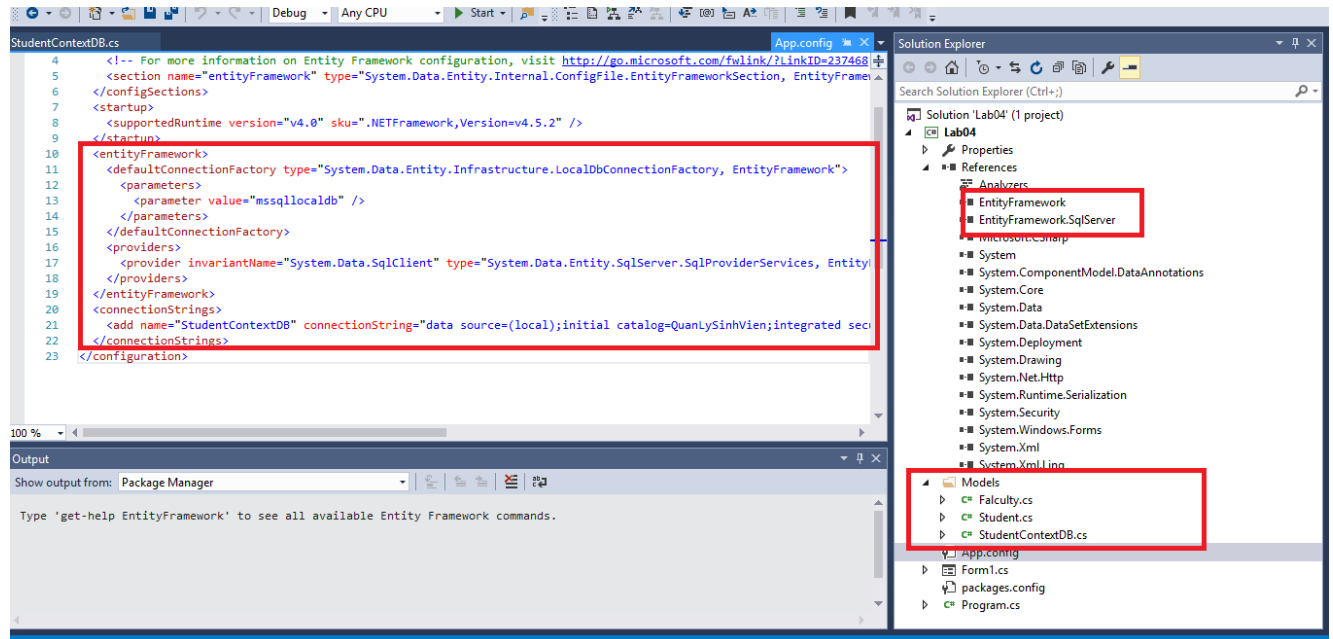 Debug Any CPU Start
StudentContextDB.cs App.config
4 <!-- For more information on Entity Framework configuration, visit http://go.microsoft.com/fwlink/?LinkID=237468
5 <section name="entityFramework" type="System.Data.Entity.Internal.ConfigFile.EntityFrameworkSection, EntityFramew
6 </configSections>
7 <startup>
8 <supportedRuntime version="v4.0" sku=".NETFramework,Version=v4.5.2" />
9 </startup>
10 <entityFramework>
11 <defaultConnectionFactory type="System.Data.Entity.Infrastructure.LocalDbConnectionFactory, EntityFramework">
12 <parameters>
13 <parameter value="mssqllocaldb" />
14 </parameters>
15 </defaultConnectionFactory>
16 <providers>
17 <provider invariantName="System.Data.SqlClient" type="System.Data.Entity.SqlServer.SqlProviderServices, Entity
18 </providers>
19 </entityFramework>
20 <connectionStrings>
21 <add name="StudentContextDB" connectionString="data source=(local);initial catalog=QuanLySinhVien;integrated sec
22 </connectionStrings>
23 </configuration>
100 %
Output
Show output from: Package Manager
Type 'get-help EntityFramework' to see all available Entity Framework commands.
Solution Explorer
Search Solution Explorer (Ctrl+;)
Solution 'Lab04' (1 project)
C# Lab04
Properties
References
Analyzers
EntityFramework
EntityFramework.SqlServer
Microsoft.CSharp
System
System.ComponentModel.DataAnnotations
System.Core
System.Data
System.Data.DataSetExtensions
System.Deployment
System.Drawing
System.Net.Http
System.Runtime.Serialization
System.Security
System.Windows.Forms
System.Xml
System.Xml.Linq
Models
C# Falculty.cs
C# Student.cs
C# StudentContextDB.cs
App.config
Form1.cs
packages.config
C# Program.cs